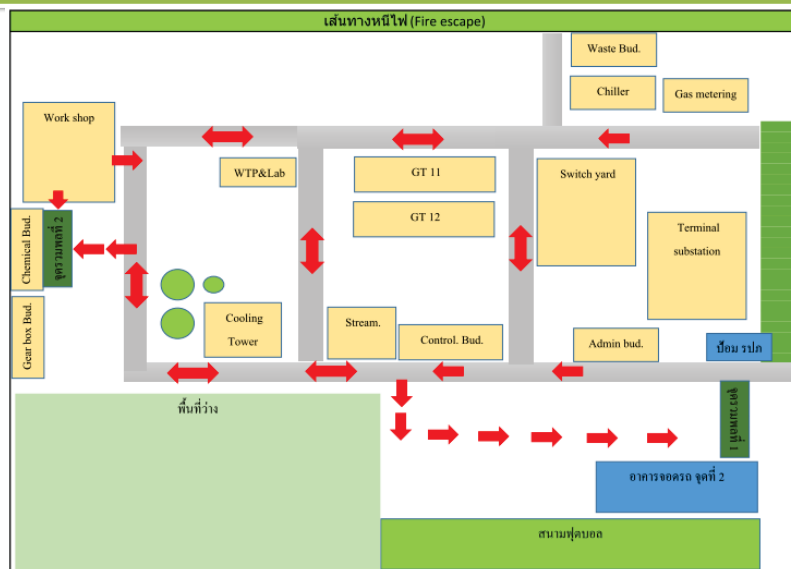 เส้นทางหนีไฟ (Fire escape)
Waste Bud.
Chiller
Gas metering
Work shop
WTP&Lab
GT 11
Switch yard
GT 12
Chemical Bud.
จุดรวมพลที่ 2
Terminal
substation
Gear box Bud.
Cooling
Tower
Stream.
Control. Bud.
Admin bud.
ป้อม รปภ
พื้นที่ว่าง
จุดรวมพลที่ 1
อาคารจอดรถ จุดที่ 2
สนามฟุตบอล